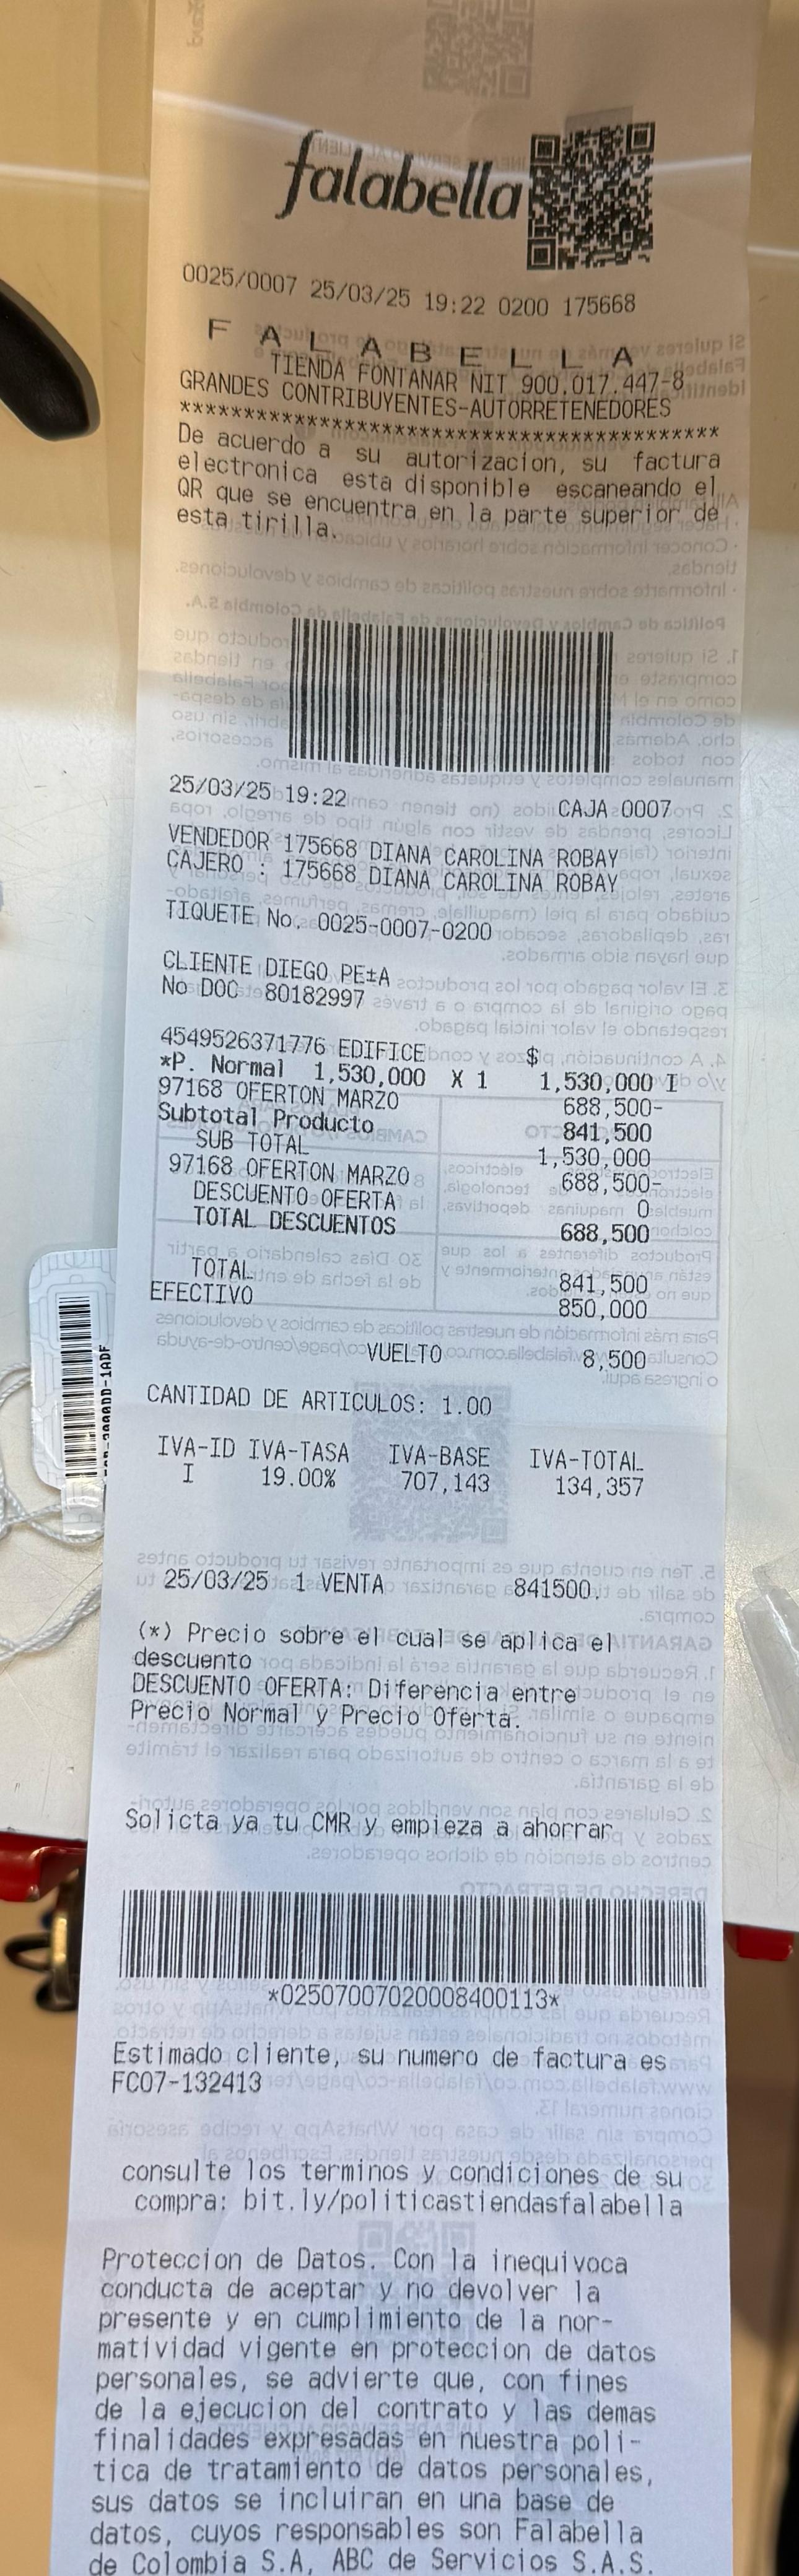 falabella
0025/0007 25/03/25 19:22 0200 175668
F A L A B E L L A
TIENDA FONTANAR NIT 900.017.447-8
GRANDES CONTRIBUYENTES-AUTORRETENEDORES
******************************************
De acuerdo a su autorizacion, su factura
electronica esta disponible escaneando el
QR que se encuentra en la parte superior de
esta tirilla.
25/03/25 19:22 CAJA 0007
VENDEDOR 175668 DIANA CAROLINA ROBAY
CAJERO : 175668 DIANA CAROLINA ROBAY
TIQUETE No. 0025-0007-0200
CLIENTE DIEGO PE±A
No DOC 80182997
4549526371776 EDIFICE $
*P. Normal 1,530,000 X 1 1,530,000 I
97168 OFERTON MARZO 688,500-
Subtotal Producto 841,500
SUB TOTAL 1,530,000
97168 OFERTON MARZO 688,500-
DESCUENTO OFERTA 0
TOTAL DESCUENTOS 688,500
TOTAL 841,500
EFECTIVO 850,000
VUELTO 8,500
CANTIDAD DE ARTICULOS: 1.00
IVA-ID IVA-TASA IVA-BASE IVA-TOTAL
I 19.00% 707,143 134,357
25/03/25 1 VENTA 841500.
(*) Precio sobre el cual se aplica el
descuento
DESCUENTO OFERTA: Diferencia entre
Precio Normal y Precio Oferta.
Solicta ya tu CMR y empieza a ahorrar
*02507007020008400113*
Estimado cliente, su numero de factura es
FC07-132413
consulte los terminos y condiciones de su
compra: bit.ly/politicastiendasfalabella
Proteccion de Datos. Con la inequivoca
conducta de aceptar y no devolver la
presente y en cumplimiento de la nor-
matividad vigente en proteccion de datos
personales, se advierte que, con fines
de la ejecucion del contrato y las demas
finalidades expresadas en nuestra poli-
tica de tratamiento de datos personales,
sus datos se incluiran en una base de
datos, cuyos responsables son Falabella
de Colombia S.A, ABC de Servicios S.A.S.